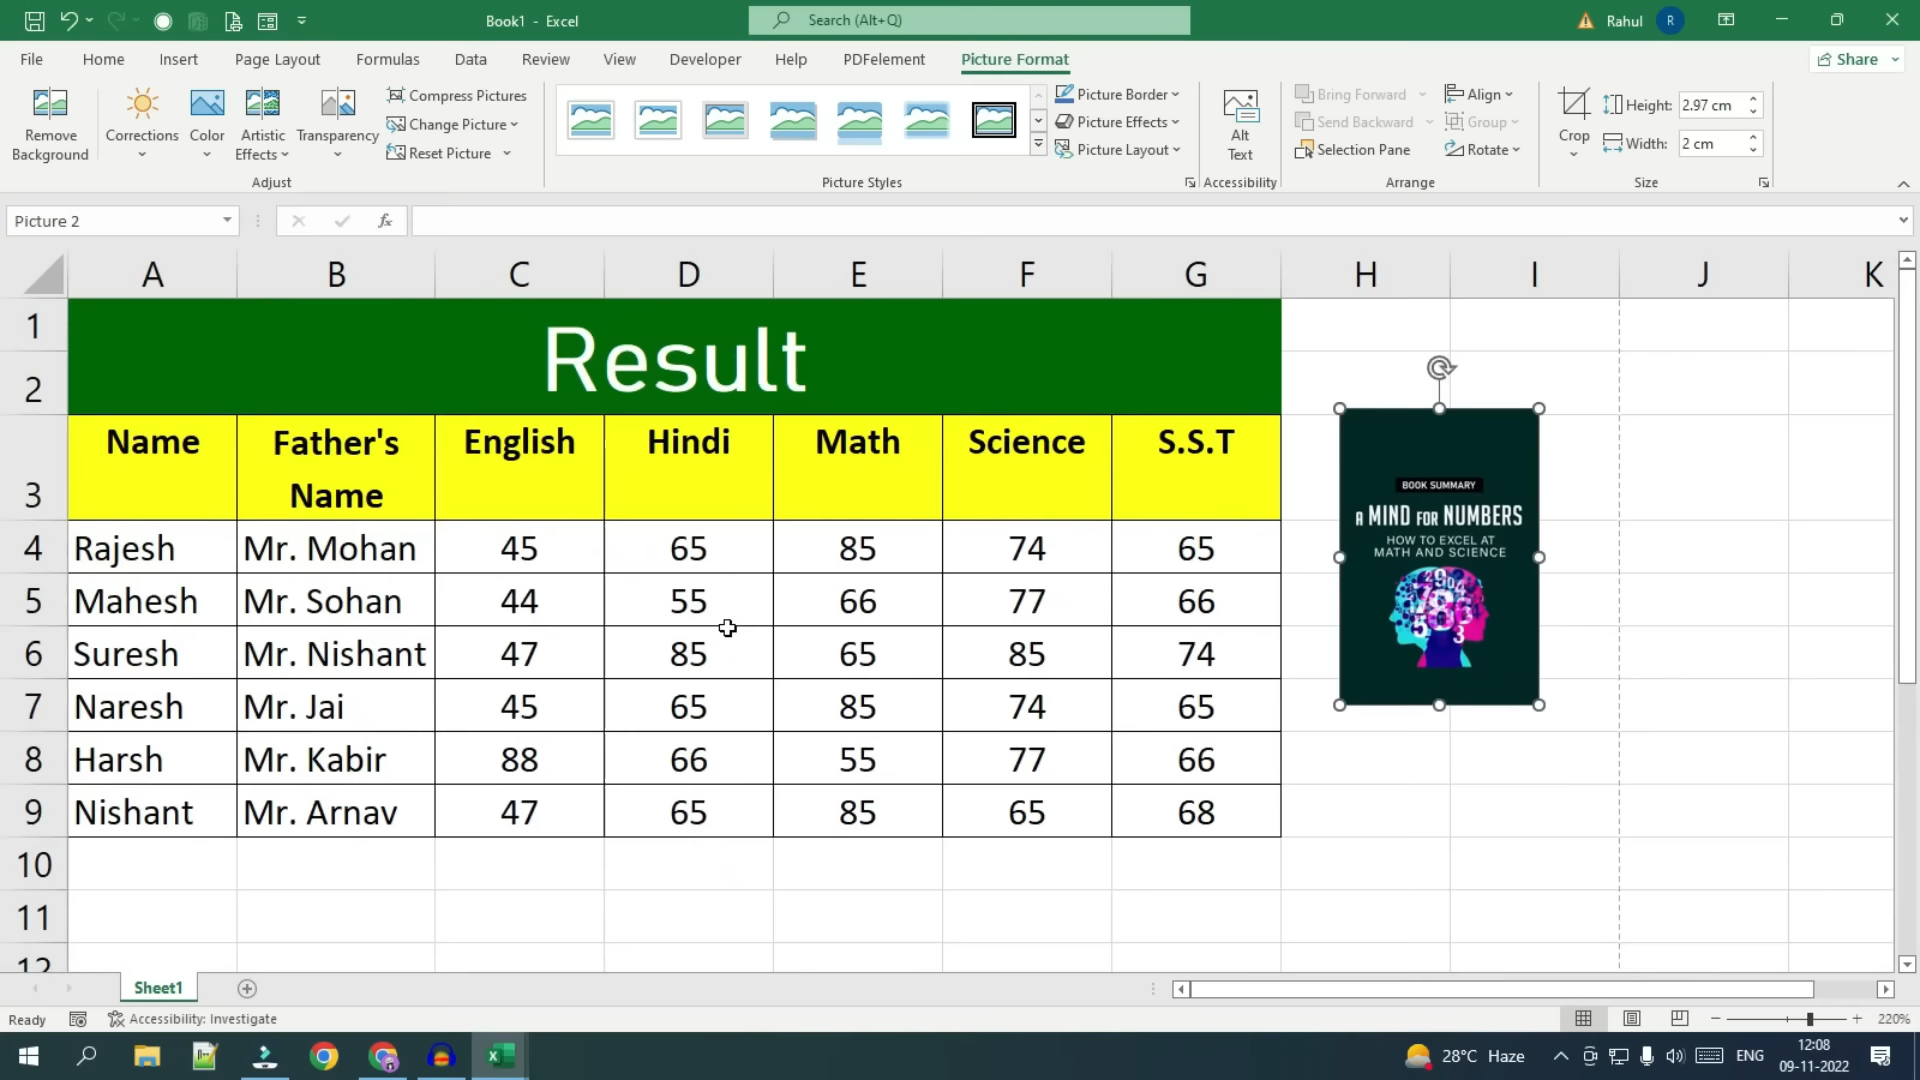 Book1 - Excel
Search (Alt+Q)
Rahul
R
File Home Insert Page Layout Formulas Data Review View Developer Help PDFelement Picture Format
Share
Remove Background
Corrections
Color
Artistic Effects
Transparency
Compress Pictures
Change Picture
Reset Picture
Adjust
Picture Styles
Picture Border
Picture Effects
Picture Layout
Alt Text
Accessibility
Bring Forward
Send Backward
Selection Pane
Align
Group
Rotate
Arrange
Crop
Height: 2.97 cm
Width: 2 cm
Size
Picture 2
fx
A B C D E F G H I J K
1
Result
2
Name Father's Name English Hindi Math Science S.S.T
3
4 Rajesh Mr. Mohan 45 65 85 74 65
5 Mahesh Mr. Sohan 44 55 66 77 66
6 Suresh Mr. Nishant 47 85 65 85 74
7 Naresh Mr. Jai 45 65 85 74 65
8 Harsh Mr. Kabir 88 66 55 77 66
9 Nishant Mr. Arnav 47 65 85 65 68
10
11
12
BOOK SUMMARY
A MIND FOR NUMBERS
HOW TO EXCEL AT
MATH AND SCIENCE
Sheet1
Ready
Accessibility: Investigate
220%
28°C Haze
ENG
12:08
09-11-2022